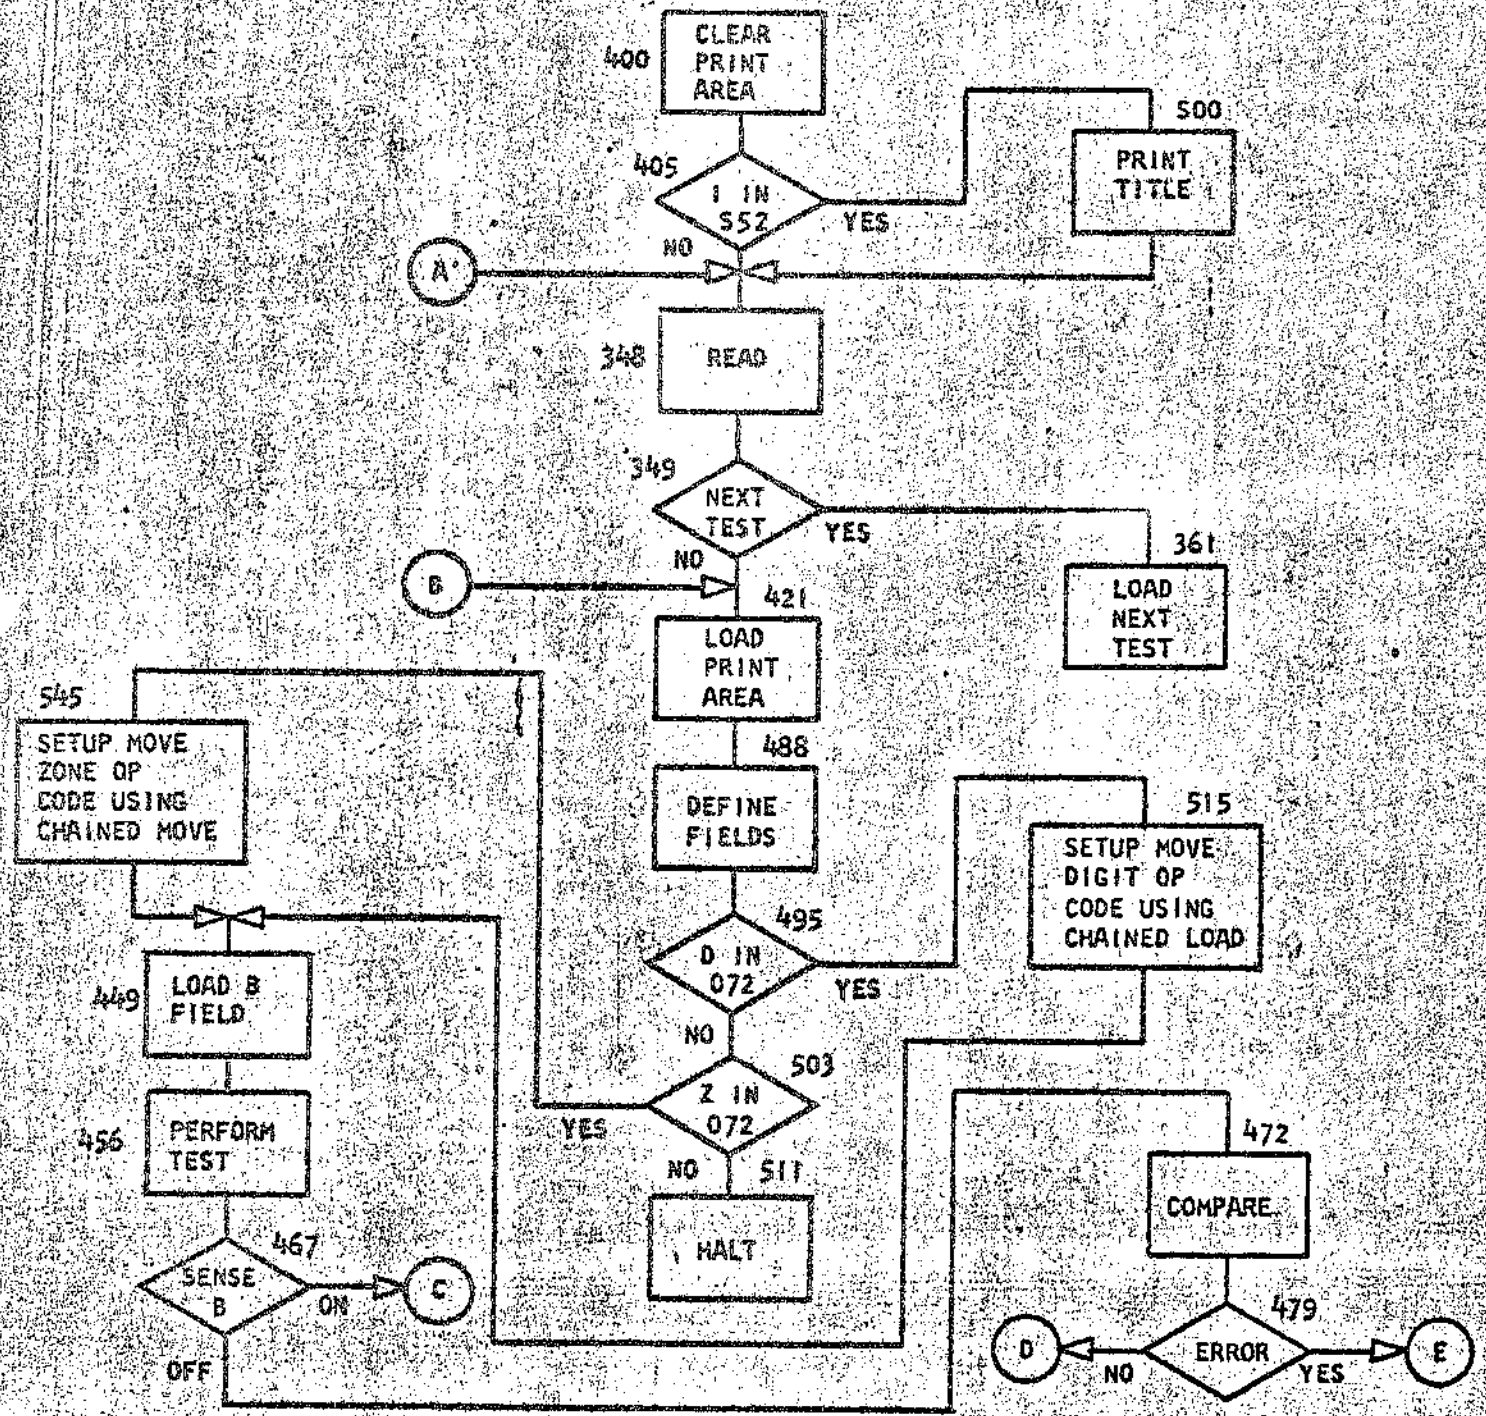 400
CLEAR
PRINT
AREA
405
I IN
S52
YES
NO
500
PRINT
TITLE
A
348
READ
349
NEXT
TEST
YES
NO
361
LOAD
NEXT
TEST
B
421
LOAD
PRINT
AREA
488
DEFINE
FIELDS
495
D IN
072
YES
NO
515
SETUP MOVE
DIGIT OP
CODE USING
CHAINED LOAD
503
Z IN
072
YES
NO
511
HALT
545
SETUP MOVE
ZONE OP
CODE USING
CHAINED MOVE
449
LOAD B
FIELD
456
PERFORM
TEST
467
SENSE
B
ON
C
OFF
472
COMPARE
479
ERROR
NO
D
YES
E